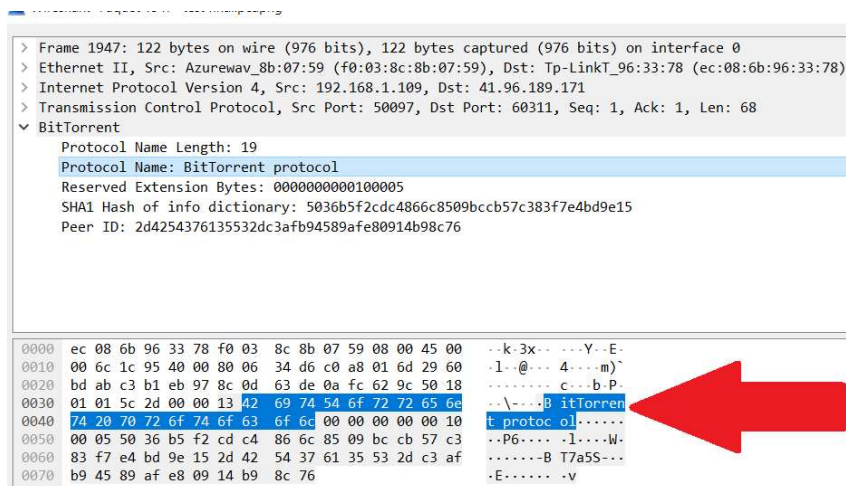 > Frame 1947: 122 bytes on wire (976 bits), 122 bytes captured (976 bits) on interface 0
> Ethernet II, Src: Azurewav_8b:07:59 (f0:03:8c:8b:07:59), Dst: Tp-LinkT_96:33:78 (ec:08:6b:96:33:78)
> Internet Protocol Version 4, Src: 192.168.1.109, Dst: 41.96.189.171
> Transmission Control Protocol, Src Port: 50097, Dst Port: 60311, Seq: 1, Ack: 1, Len: 68
BitTorrent
Protocol Name Length: 19
Protocol Name: BitTorrent protocol
Reserved Extension Bytes: 0000000000100005
SHA1 Hash of info dictionary: 5036b5f2cdc4866c8509bccb57c383f7e4bd9e15
Peer ID: 2d4254376135532dc3afb94589afe80914b98c76
0000 ec 08 6b 96 33 78 f0 03 8c 8b 07 59 08 00 45 00 ··k·3x·· ···Y··E·
0010 00 6c 1c 95 40 00 80 06 34 d6 c0 a8 01 6d 29 60 ·l··@··· 4····m)`
0020 bd ab c3 b1 eb 97 8c 0d 63 de 0a fc 62 9c 50 18 ········ c···b·P·
0030 01 01 5c 2d 00 00 13 42 69 74 54 6f 72 72 65 6e ··\-···B itTorren
0040 74 20 70 72 6f 74 6f 63 6f 6c 00 00 00 00 00 10 t protoc ol······
0050 00 05 50 36 b5 f2 cd c4 86 6c 85 09 bc cb 57 c3 ··P6···· ·l····W·
0060 83 f7 e4 bd 9e 15 2d 42 54 37 61 35 53 2d c3 af ······-B T7a5S-··
0070 b9 45 89 af e8 09 14 b9 8c 76 ·E······ ·v